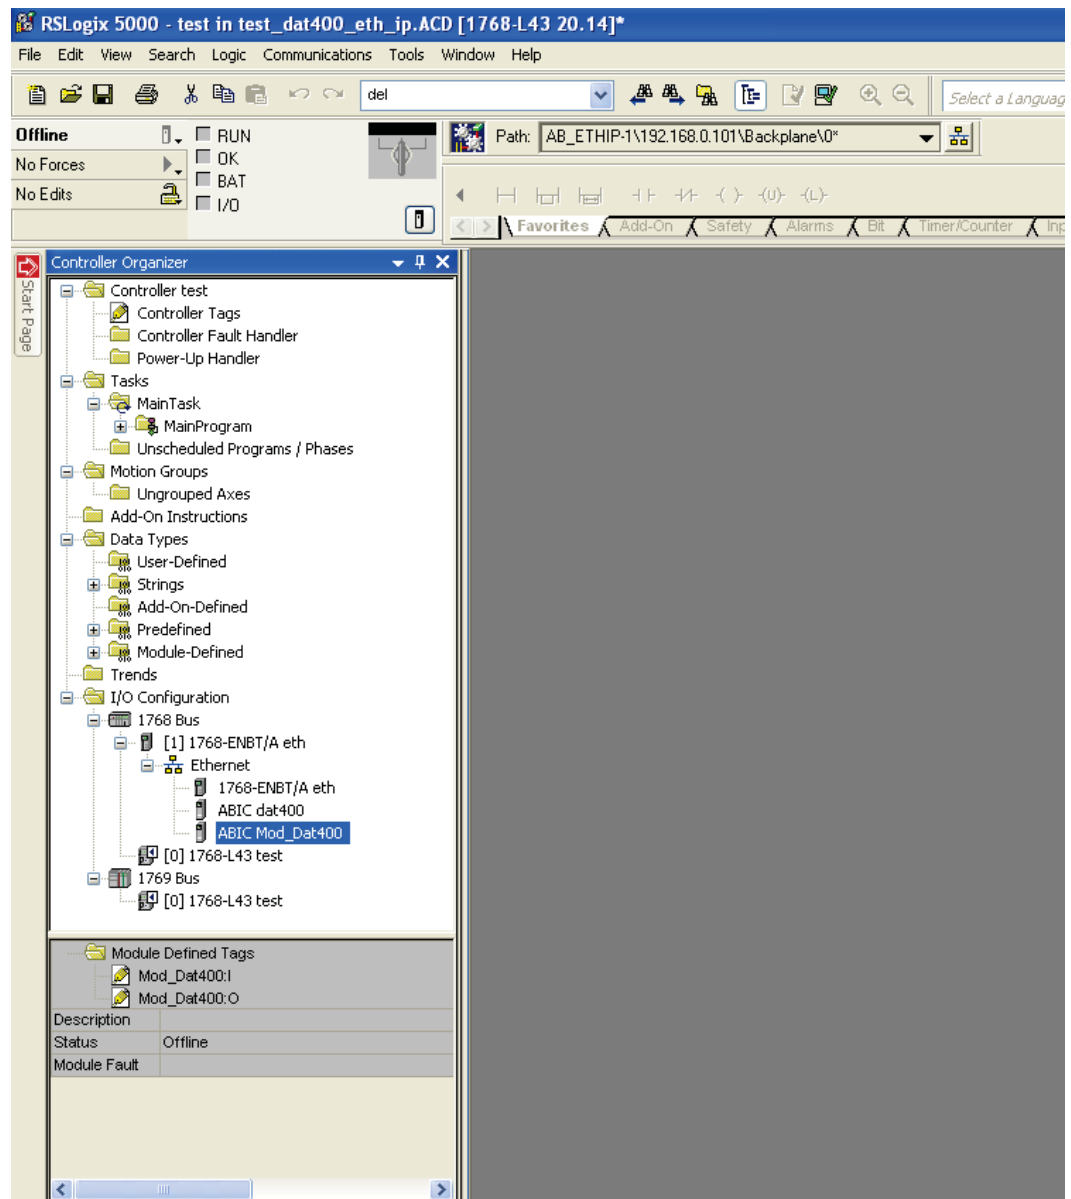 RSLogix 5000 - test in test_dat400_eth_ip.ACD [1768-L43 20.14]*
File Edit View Search Logic Communications Tools Window Help
del
Select a Languag
Offline
RUN
Path: AB_ETHIP-1\192.168.0.101\Backplane\0*
No Forces
OK
No Edits
BAT
I/O
Favorites Add-On Safety Alarms Bit Timer/Counter Inp
Start Page
Controller Organizer
Controller test
Controller Tags
Controller Fault Handler
Power-Up Handler
Tasks
MainTask
MainProgram
Unscheduled Programs / Phases
Motion Groups
Ungrouped Axes
Add-On Instructions
Data Types
User-Defined
Strings
Add-On-Defined
Predefined
Module-Defined
Trends
I/O Configuration
1768 Bus
[1] 1768-ENBT/A eth
Ethernet
1768-ENBT/A eth
ABIC dat400
ABIC Mod_Dat400
[0] 1768-L43 test
1769 Bus
[0] 1768-L43 test
Module Defined Tags
Mod_Dat400:I
Mod_Dat400:O
Description
Status Offline
Module Fault